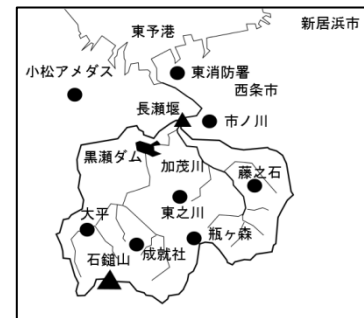 東予港
新居浜市
小松アメダス
東消防署
西条市
長瀬堰
市ノ川
黒瀬ダム
加茂川
藤之石
東之川
大平
瓶ヶ森
成就社
石鎚山